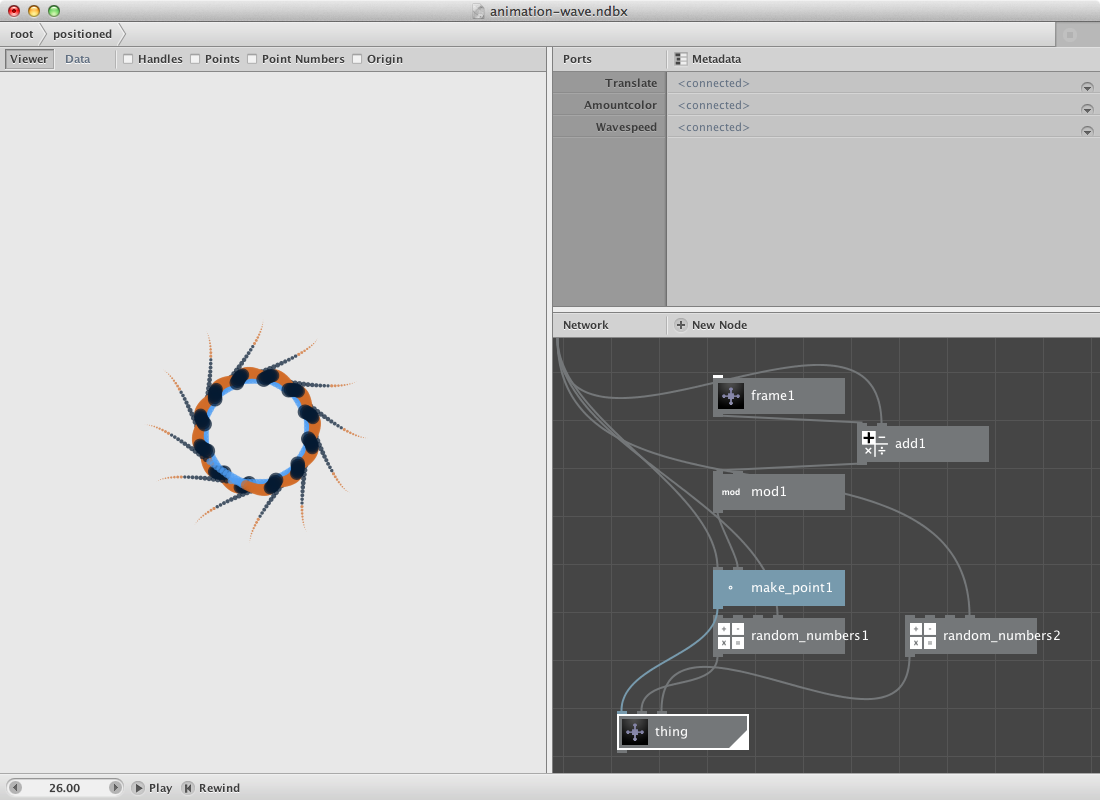 animation-wave.ndbx
root positioned
Viewer Data Handles Points Point Numbers Origin
Ports Metadata
Translate <connected>
Amountcolor <connected>
Wavespeed <connected>
Network New Node
frame1
add1
mod mod1
make_point1
random_numbers1 random_numbers2
thing
26.00 Play Rewind